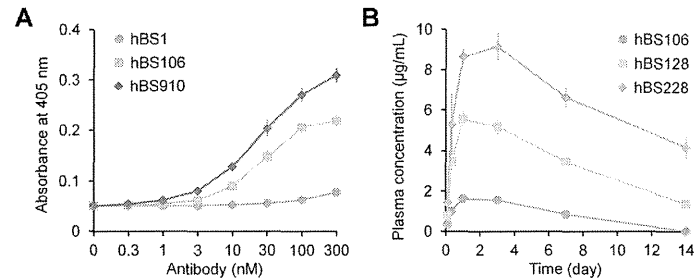 A
hBS1
hBS106
hBS910
Absorbance at 405 nm
0.4
0.3
0.2
0.1
0.0
0 0.3 1 3 10 30 100 300
Antibody (nM)
B
hBS106
hBS128
hBS228
Plasma concentration (µg/mL)
10
8
6
4
2
0
0 2 4 6 8 10 12 14
Time (day)